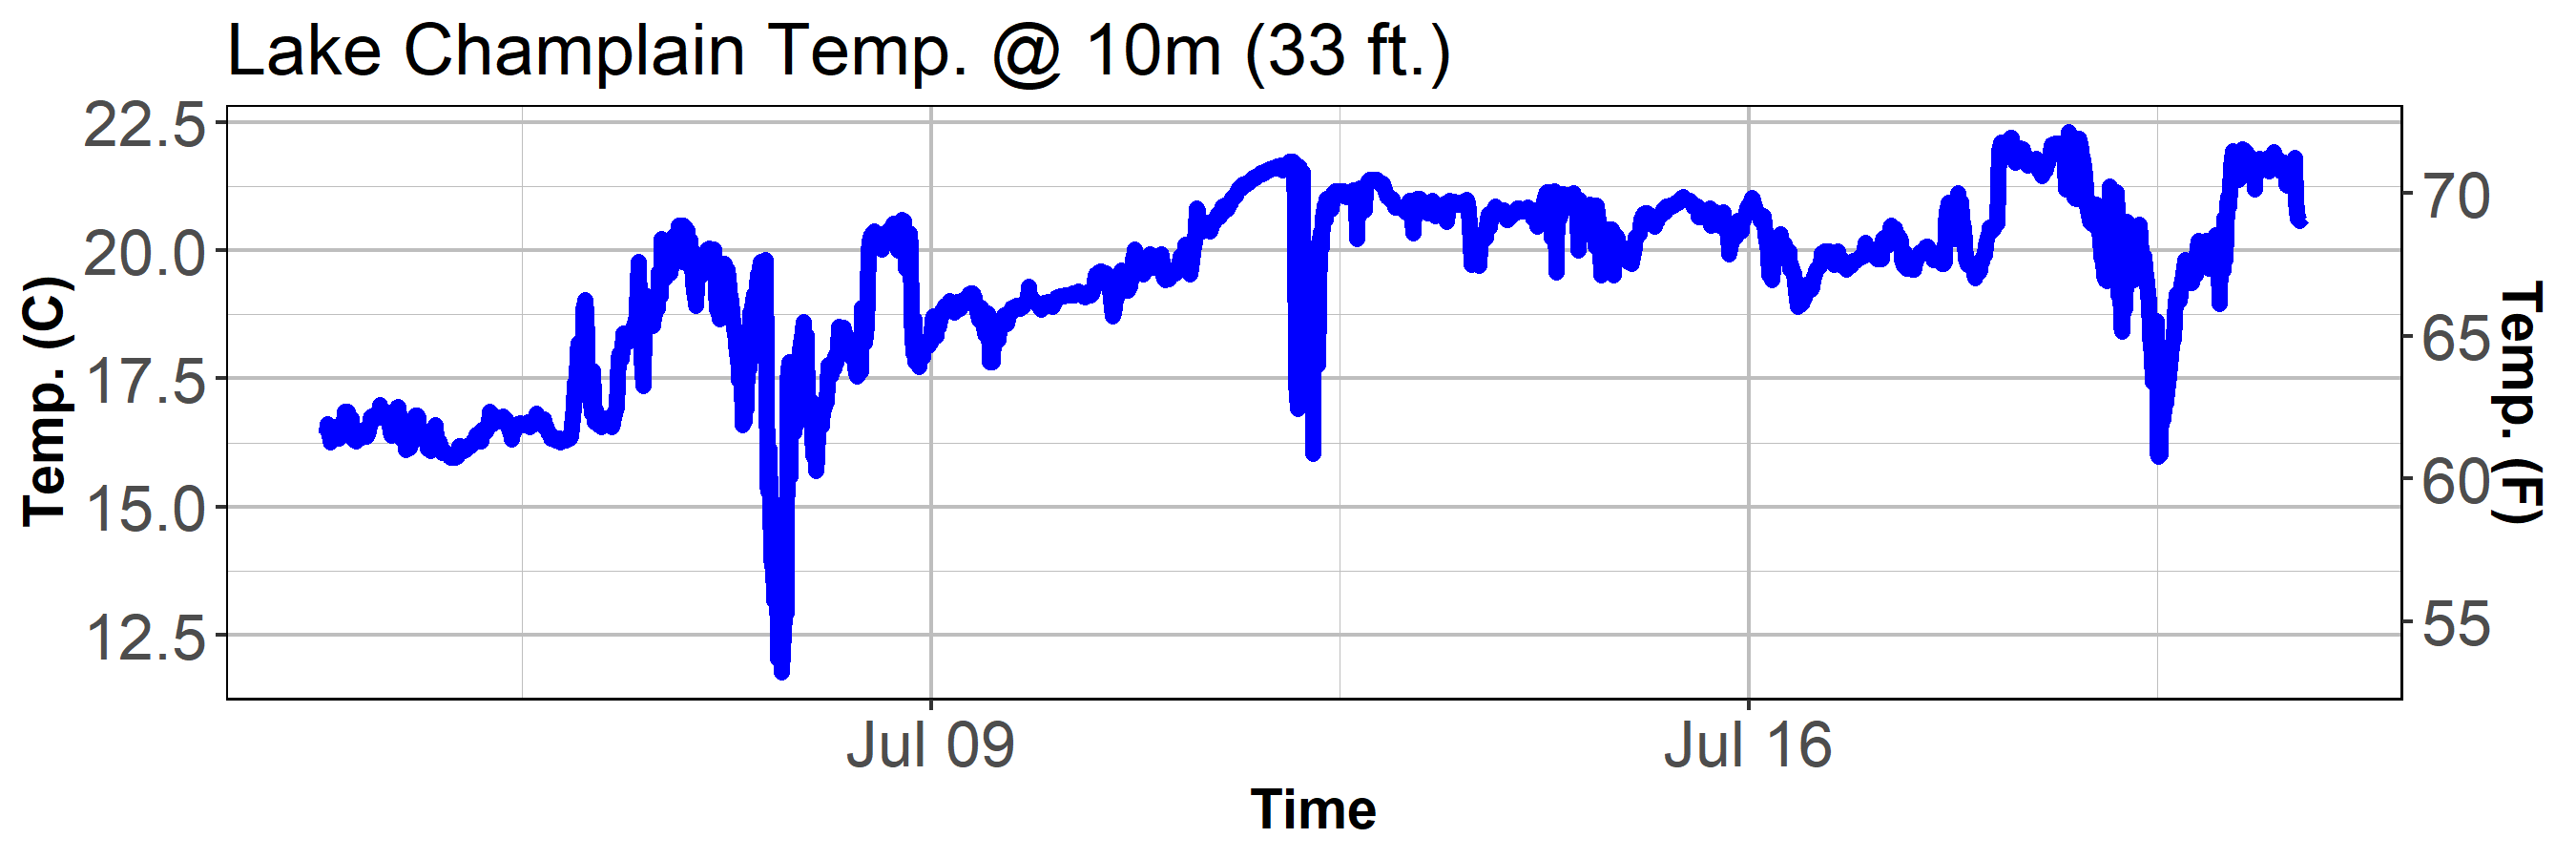 Lake Champlain Temp. @ 10m (33 ft.)
22.5
20.0
17.5
15.0
12.5
Temp. (C)
70
65
60
55
Temp. (F)
Jul 09
Jul 16
Time